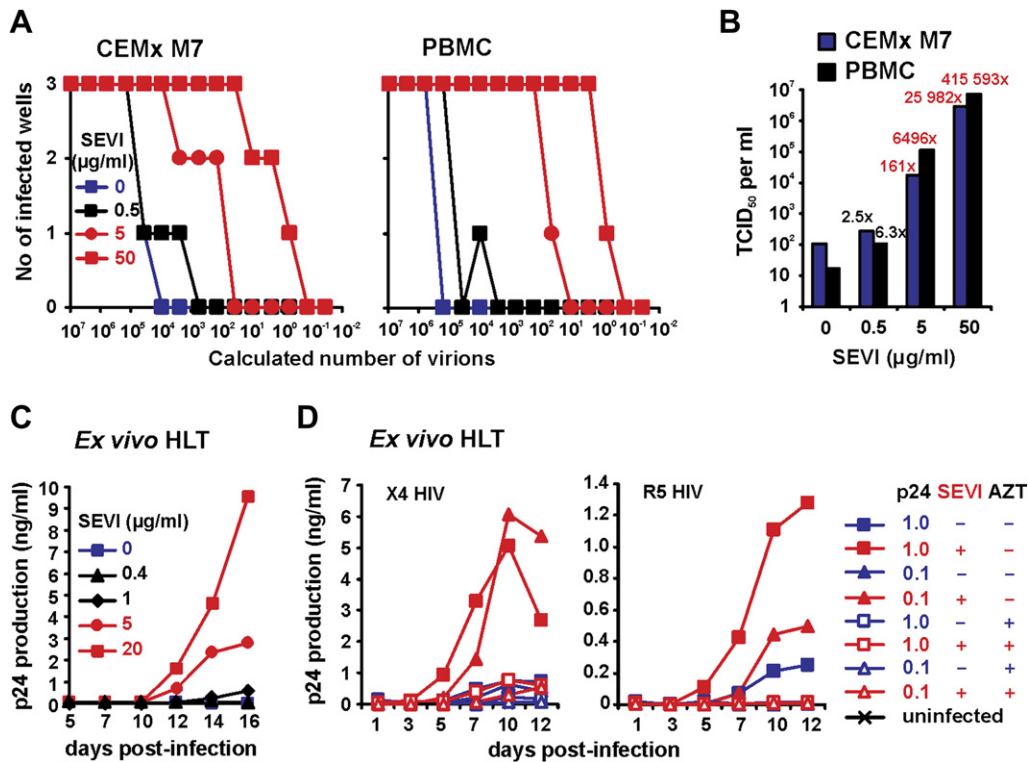 A
CEMx M7
PBMC
No of infected wells
3
2
1
0
SEVI
(µg/ml)
0
0.5
5
50
10⁷ 10⁶ 10⁵ 10⁴ 10³ 10² 10¹ 10⁰ 10⁻¹ 10⁻²
10⁷ 10⁶ 10⁵ 10⁴ 10³ 10² 10¹ 10⁰ 10⁻¹ 10⁻²
Calculated number of virions
B
CEMx M7
PBMC
TCID₅₀ per ml
10⁷
10⁶
10⁵
10⁴
10³
10²
10¹
1
2.5x
6.3x
161x
6496x
25 982x
415 593x
0 0.5 5 50
SEVI (µg/ml)
C
Ex vivo HLT
p24 production (ng/ml)
10
9
8
7
6
5
4
3
2
1
0
SEVI (µg/ml)
0
0.4
1
5
20
5 7 10 12 14 16
days post-infection
D
Ex vivo HLT
p24 production (ng/ml)
X4 HIV
7
6
5
4
3
2
1
0
1 3 5 7 10 12
R5 HIV
1.4
1.2
1.0
0.8
0.6
0.4
0.2
0.0
1 3 5 7 10 12
days post-infection
p24 SEVI AZT
1.0 – –
1.0 + –
0.1 – –
0.1 + –
1.0 – +
1.0 + +
0.1 – +
0.1 + +
uninfected